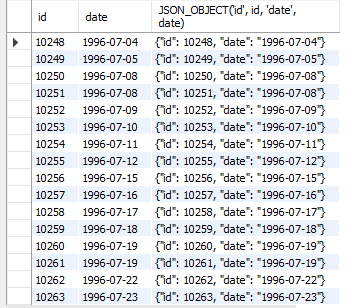 id date JSON_OBJECT('id', id, 'date',
date)
10248 1996-07-04 {"id": 10248, "date": "1996-07-04"}
10249 1996-07-05 {"id": 10249, "date": "1996-07-05"}
10250 1996-07-08 {"id": 10250, "date": "1996-07-08"}
10251 1996-07-08 {"id": 10251, "date": "1996-07-08"}
10252 1996-07-09 {"id": 10252, "date": "1996-07-09"}
10253 1996-07-10 {"id": 10253, "date": "1996-07-10"}
10254 1996-07-11 {"id": 10254, "date": "1996-07-11"}
10255 1996-07-12 {"id": 10255, "date": "1996-07-12"}
10256 1996-07-15 {"id": 10256, "date": "1996-07-15"}
10257 1996-07-16 {"id": 10257, "date": "1996-07-16"}
10258 1996-07-17 {"id": 10258, "date": "1996-07-17"}
10259 1996-07-18 {"id": 10259, "date": "1996-07-18"}
10260 1996-07-19 {"id": 10260, "date": "1996-07-19"}
10261 1996-07-19 {"id": 10261, "date": "1996-07-19"}
10262 1996-07-22 {"id": 10262, "date": "1996-07-22"}
10263 1996-07-23 {"id": 10263, "date": "1996-07-23"}